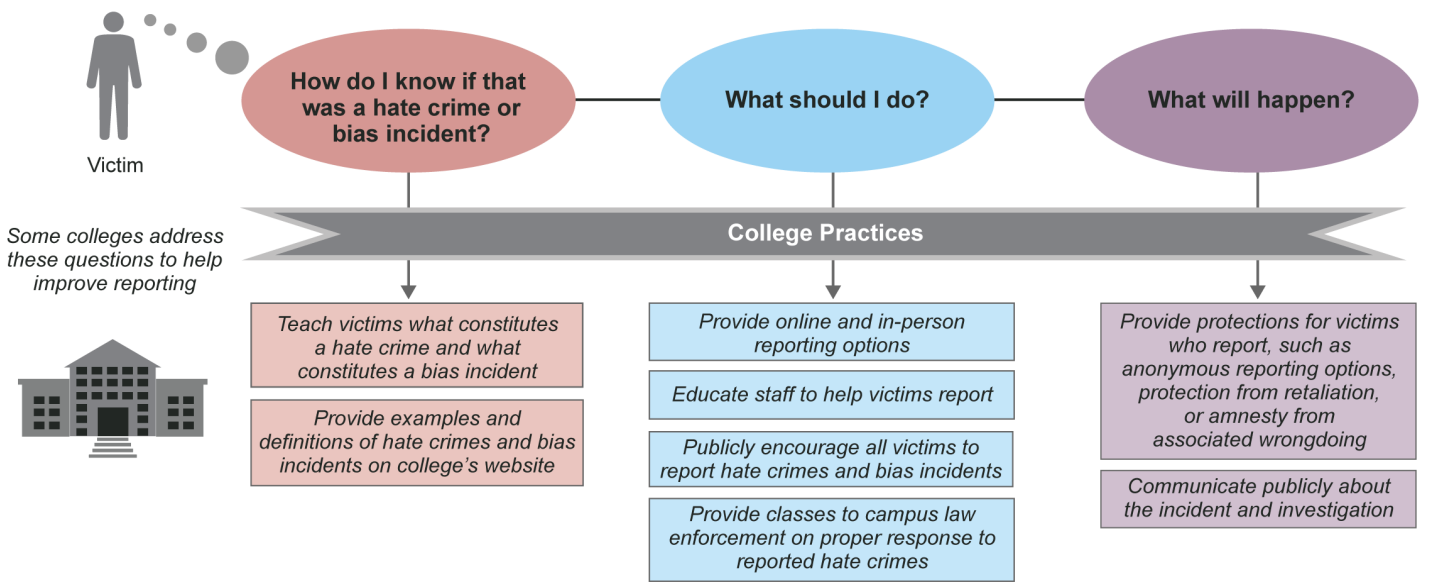 How do I know if that
was a hate crime or
bias incident?
What should I do?
What will happen?
Victim
Some colleges address
these questions to help
improve reporting
College Practices
Teach victims what constitutes
a hate crime and what
constitutes a bias incident
Provide examples and
definitions of hate crimes and bias
incidents on college’s website
Provide online and in-person
reporting options
Educate staff to help victims report
Publicly encourage all victims to
report hate crimes and bias incidents
Provide classes to campus law
enforcement on proper response to
reported hate crimes
Provide protections for victims
who report, such as
anonymous reporting options,
protection from retaliation,
or amnesty from
associated wrongdoing
Communicate publicly about
the incident and investigation